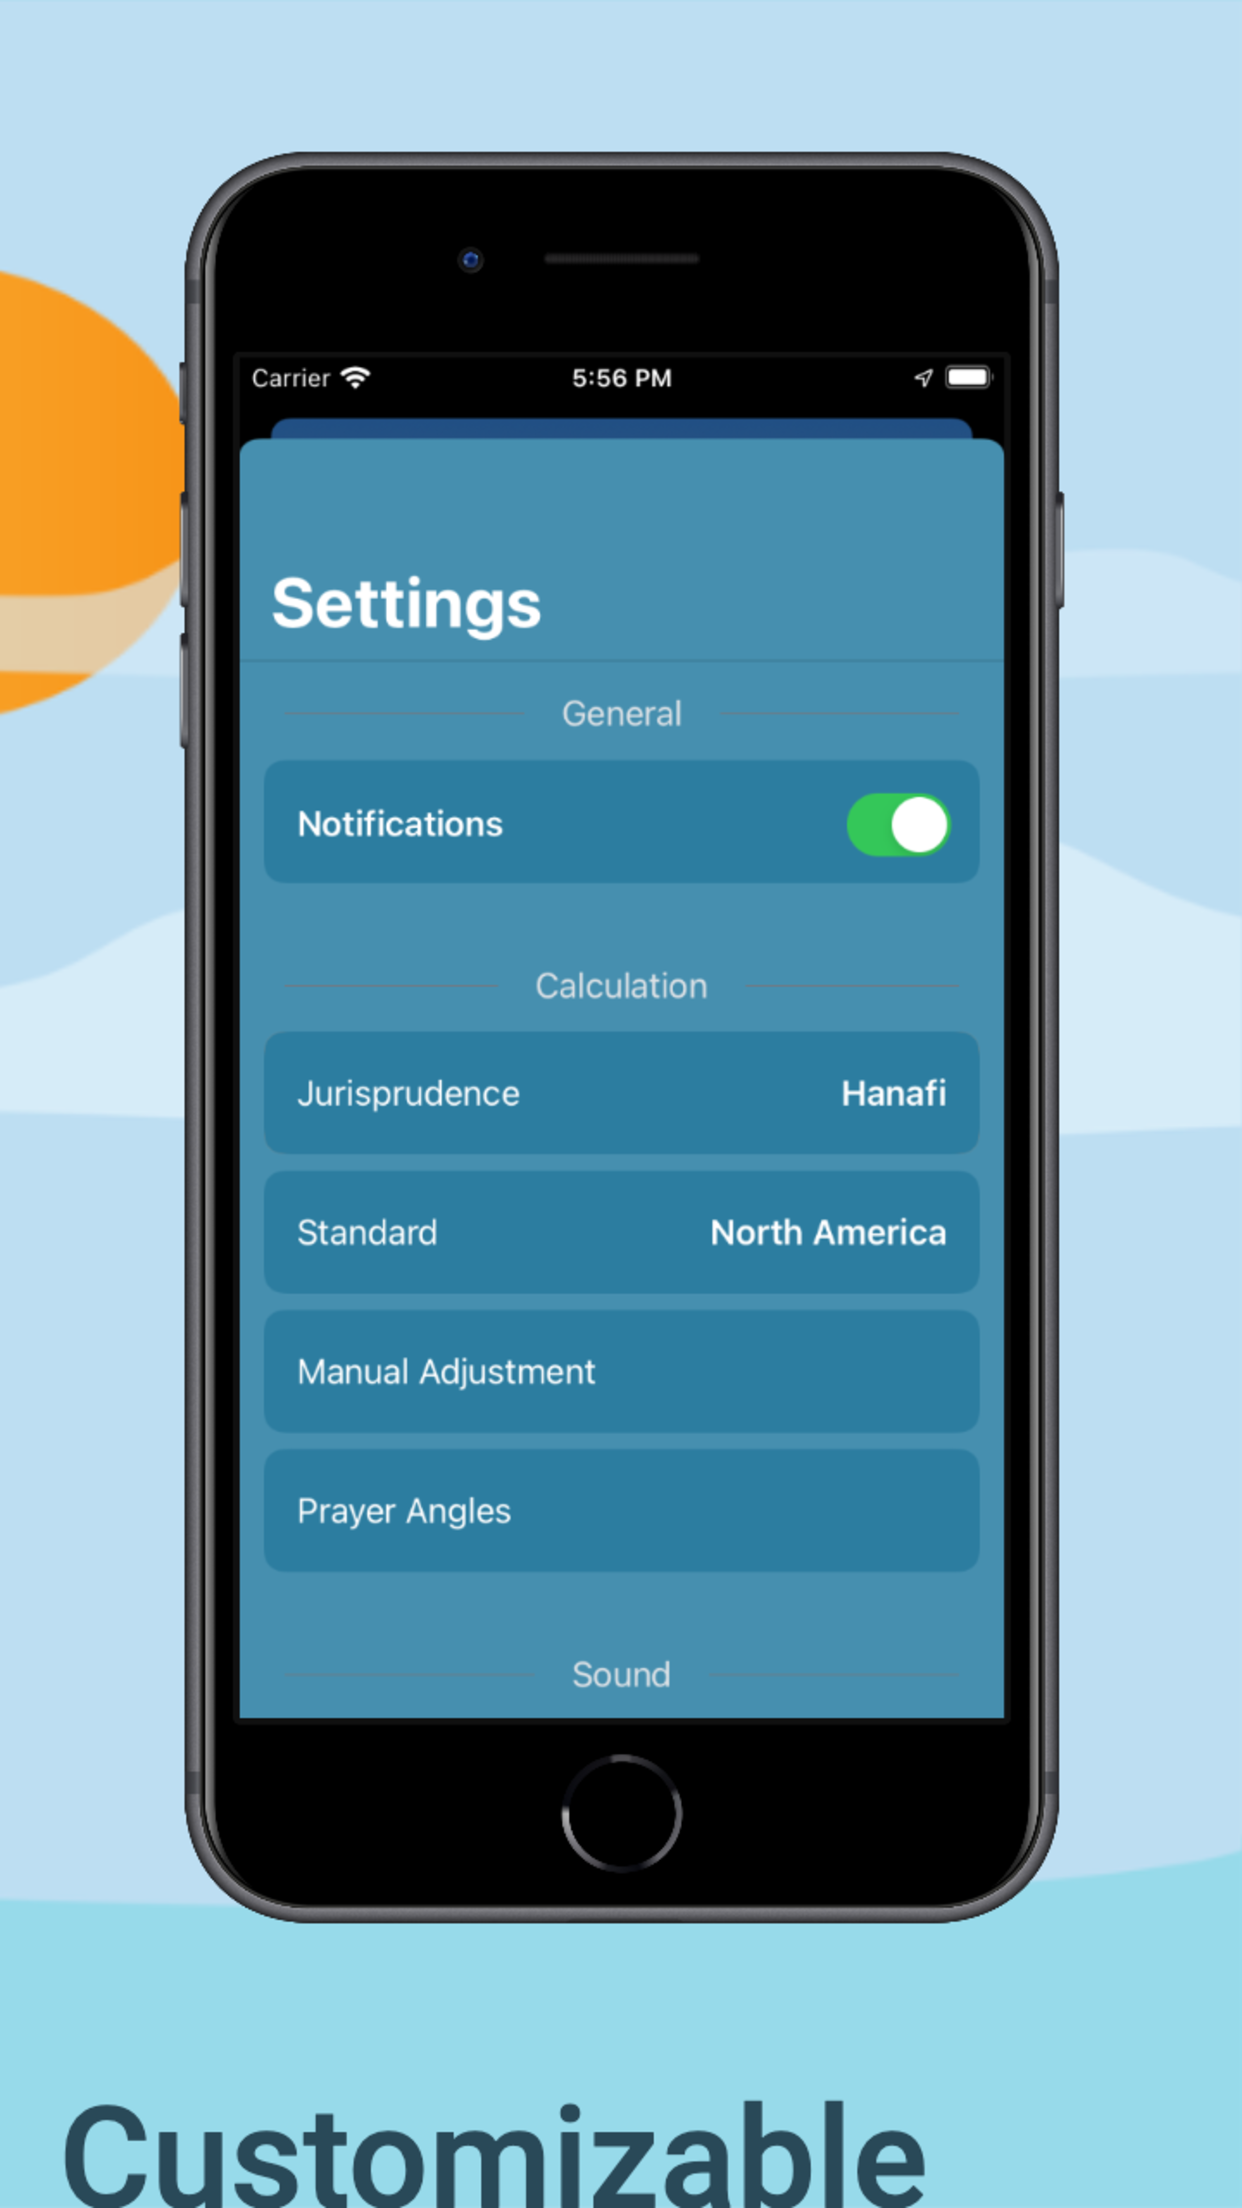 Carrier 5:56 PM
Settings
General
Notifications
Calculation
Jurisprudence Hanafi
Standard North America
Manual Adjustment
Prayer Angles
Sound
Customizable